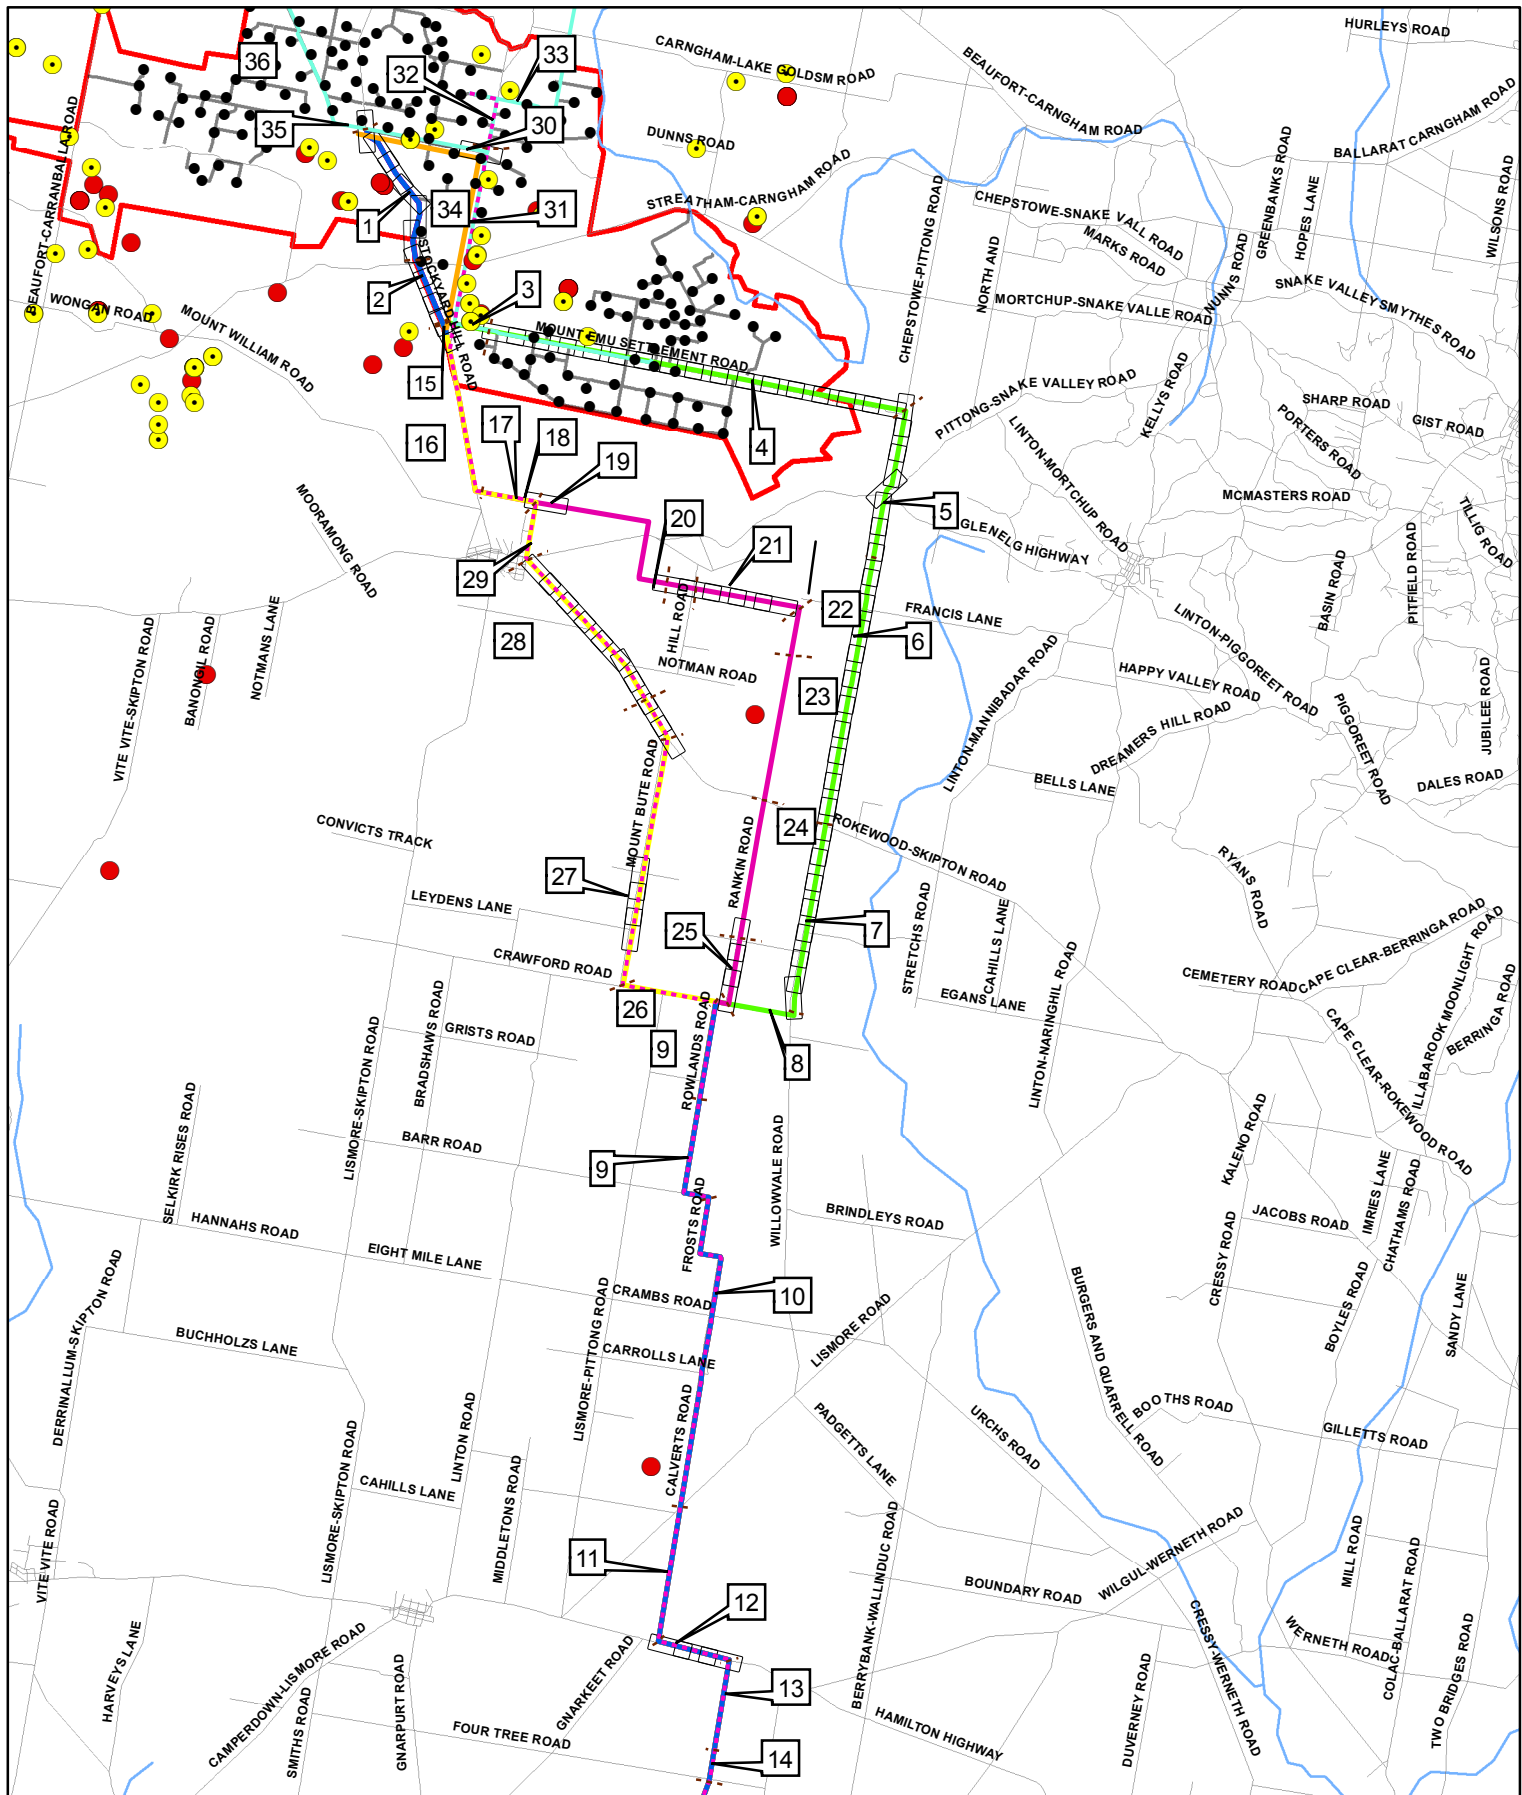 HURLEYS ROAD
CARNGHAM-LAKE GOLDSM ROAD
BEAUFORT-CARNGHAM ROAD
36
32
33
BALLARAT CARNGHAM ROAD
35
30
DUNNS ROAD
GREENBANKS ROAD
HOPES LANE
WILSONS ROAD
BEAUFORT-CARRANBALLA ROAD
STREATHAM-CARNGHAM ROAD
CHEPSTOWE-PITTONG ROAD
CHEPSTOWE-SNAKE VALL ROAD
MARKS ROAD
1
34
31
STOCKYARD HILL ROAD
NORTH AND
NUNNS ROAD
2
3
WONGAN ROAD
MOUNT WILLIAM ROAD
MORTCHUP-SNAKE VALLE ROAD
SNAKE VALLEY SMYTHES ROAD
MOUNT EMU SETTLEMENT ROAD
15
PITTONG-SNAKE VALLEY ROAD
KELLYS ROAD
SHARP ROAD
PORTERS ROAD
GIST ROAD
16
17
18
19
4
LINTON-MORTCHUP ROAD
MOORAMONG ROAD
20
21
5
GLENELG HIGHWAY
MCMASTERS ROAD
TILLIG ROAD
PITFIELD ROAD
BASIN ROAD
29
28
HILL ROAD
22
6
FRANCIS LANE
NOTMANS LANE
BANONGIL ROAD
VITE VITE-SKIPTON ROAD
NOTMAN ROAD
23
LINTON-PIGGOREET ROAD
LINTON-MANNIBADAR ROAD
HAPPY VALLEY ROAD
DREAMERS HILL ROAD
PIGGOREET ROAD
JUBILEE ROAD
BELLS LANE
DALES ROAD
MOUNT BUTE ROAD
RANKIN ROAD
24
ROKEWOOD-SKIPTON ROAD
CONVICTS TRACK
27
LEYDENS LANE
25
7
STRETCHS ROAD
CAHILLS LANE
RYANS ROAD
CRAWFORD ROAD
26
9
8
EGANS LANE
CEMETERY ROAD
CAPE CLEAR-BERRINGA ROAD
LINTON-NARINGHIL ROAD
ILLABAROOK MOONLIGHT ROAD
BERRINGA ROAD
CAPE CLEAR-ROKEWOOD ROAD
GRISTS ROAD
BRADSHAWS ROAD
LISMORE-SKIPTON ROAD
ROWLANDS ROAD
SELKIRK RISES ROAD
BARR ROAD
9
WILLOWVALE ROAD
KALENO ROAD
IMRIES LANE
CHATHAMS ROAD
HANNAHS ROAD
EIGHT MILE LANE
FROSTS ROAD
BRINDLEYS ROAD
JACOBS ROAD
CRESSY ROAD
DERRINALLUM-SKIPTON ROAD
BUCHHOLZS LANE
CRAMBS ROAD
10
LISMORE-PITTONG ROAD
CARROLLS LANE
LISMORE ROAD
BURGERS AND QUARRELL ROAD
BOYLES ROAD
SANDY LANE
CALVERTS ROAD
PADGETTS LANE
URCHS ROAD
BOOTHS ROAD
GILLETTS ROAD
LINTON ROAD
LISMORE-SKIPTON ROAD
CAHILLS LANE
MIDDLETONS ROAD
VITE VITE ROAD
11
12
BERRYBANK-WALLINDUC ROAD
BOUNDARY ROAD
WILGUL-WERNETH ROAD
MILL ROAD
COLAC-BALLARAT ROAD
WERNETH ROAD
CRESSY-WERNETH ROAD
TWO BRIDGES ROAD
HARVEYS LANE
CAMPERDOWN-LISMORE ROAD
SMITHS ROAD
GNARPURT ROAD
GNARKEET ROAD
FOUR TREE ROAD
13
14
HAMILTON HIGHWAY
DUVERNEY ROAD